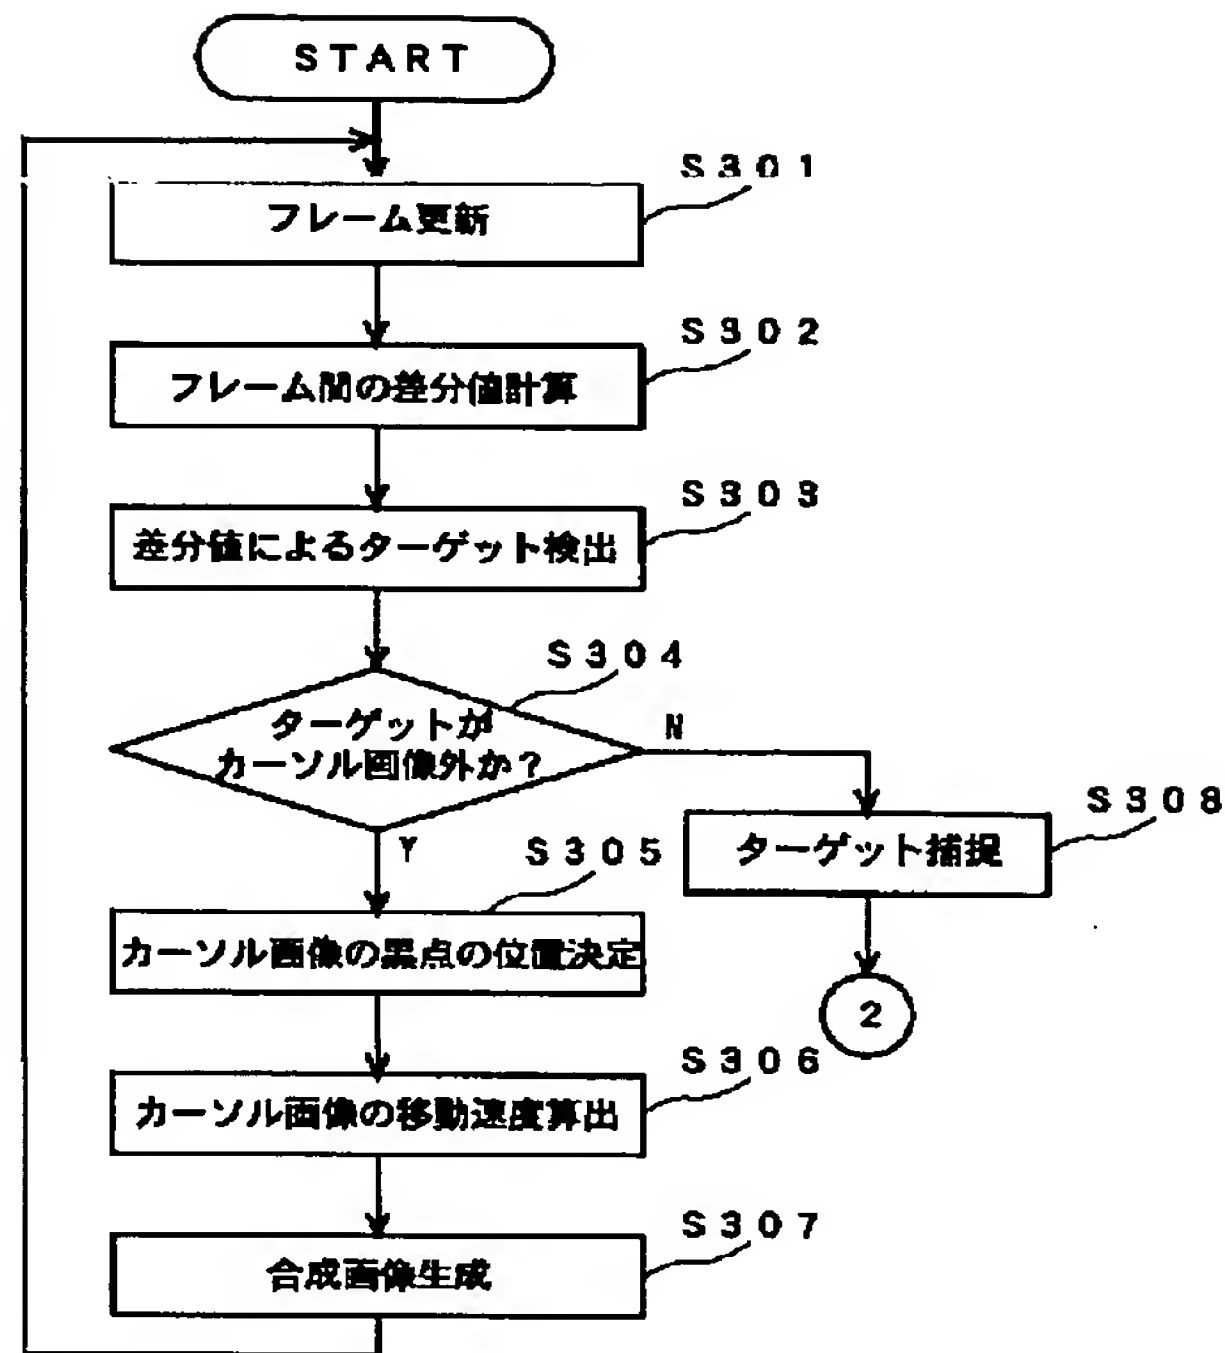 START
S301
フレーム更新
S302
フレーム間の差分値計算
S303
差分値によるターゲット検出
S304
ターゲットが
カーソル画像外か？
N
Y
S308
ターゲット捕捉
S305
カーソル画像の黒点の位置決定
2
S306
カーソル画像の移動速度算出
S307
合成画像生成